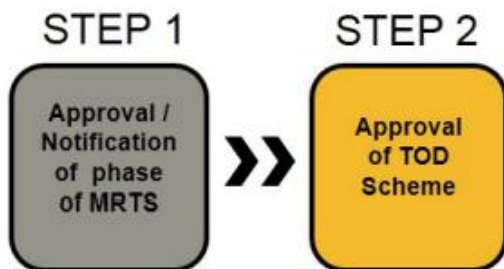 STEP 1
Approval /
Notification
of phase
of MRTS
STEP 2
Approval
of TOD
Scheme